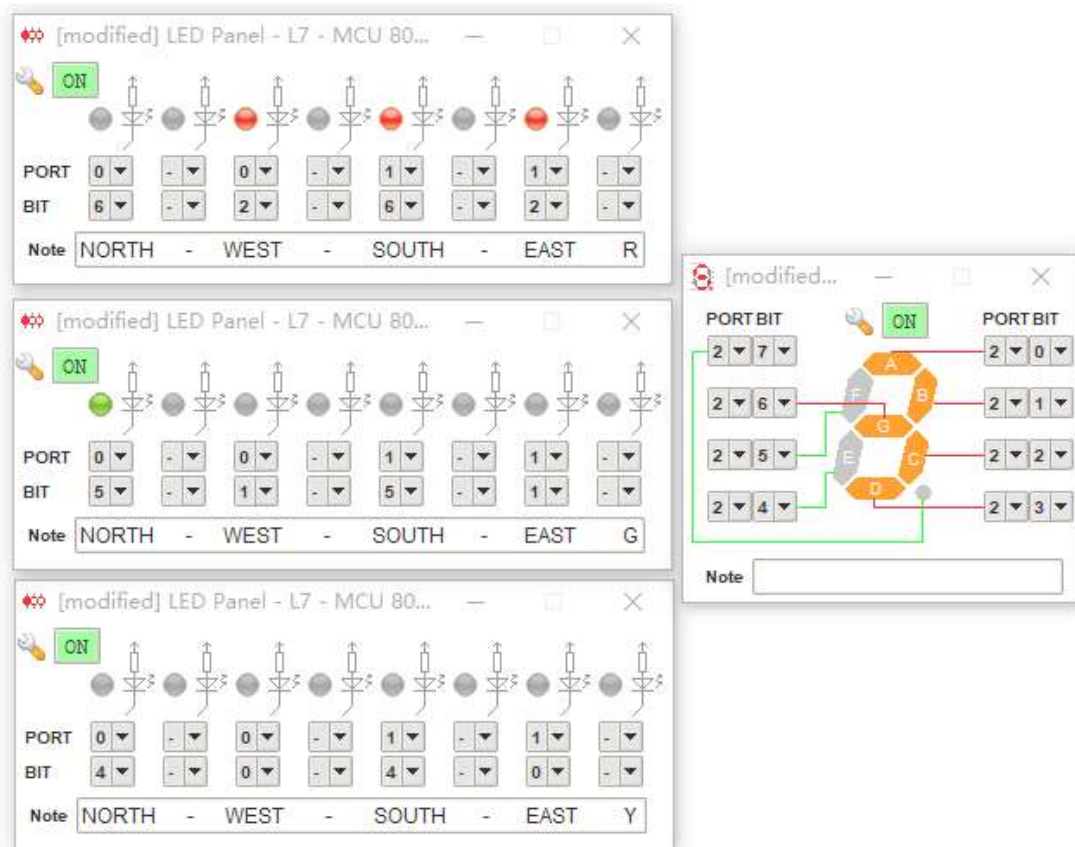 [modified] LED Panel - L7 - MCU 80...
ON
PORT 0 - 0 - 1 - 1 -
BIT 6 - 2 - 6 - 2 -
Note NORTH - WEST - SOUTH - EAST R
[modified] LED Panel - L7 - MCU 80...
ON
PORT 0 - 0 - 1 - 1 -
BIT 5 - 1 - 5 - 1 -
Note NORTH - WEST - SOUTH - EAST G
[modified] LED Panel - L7 - MCU 80...
ON
PORT 0 - 0 - 1 - 1 -
BIT 4 - 0 - 4 - 0 -
Note NORTH - WEST - SOUTH - EAST Y
[modified...
PORT BIT ON PORT BIT
2 7 A 2 0
2 6 F B 2 1
G
2 5 E C 2 2
2 4 D 2 3
Note